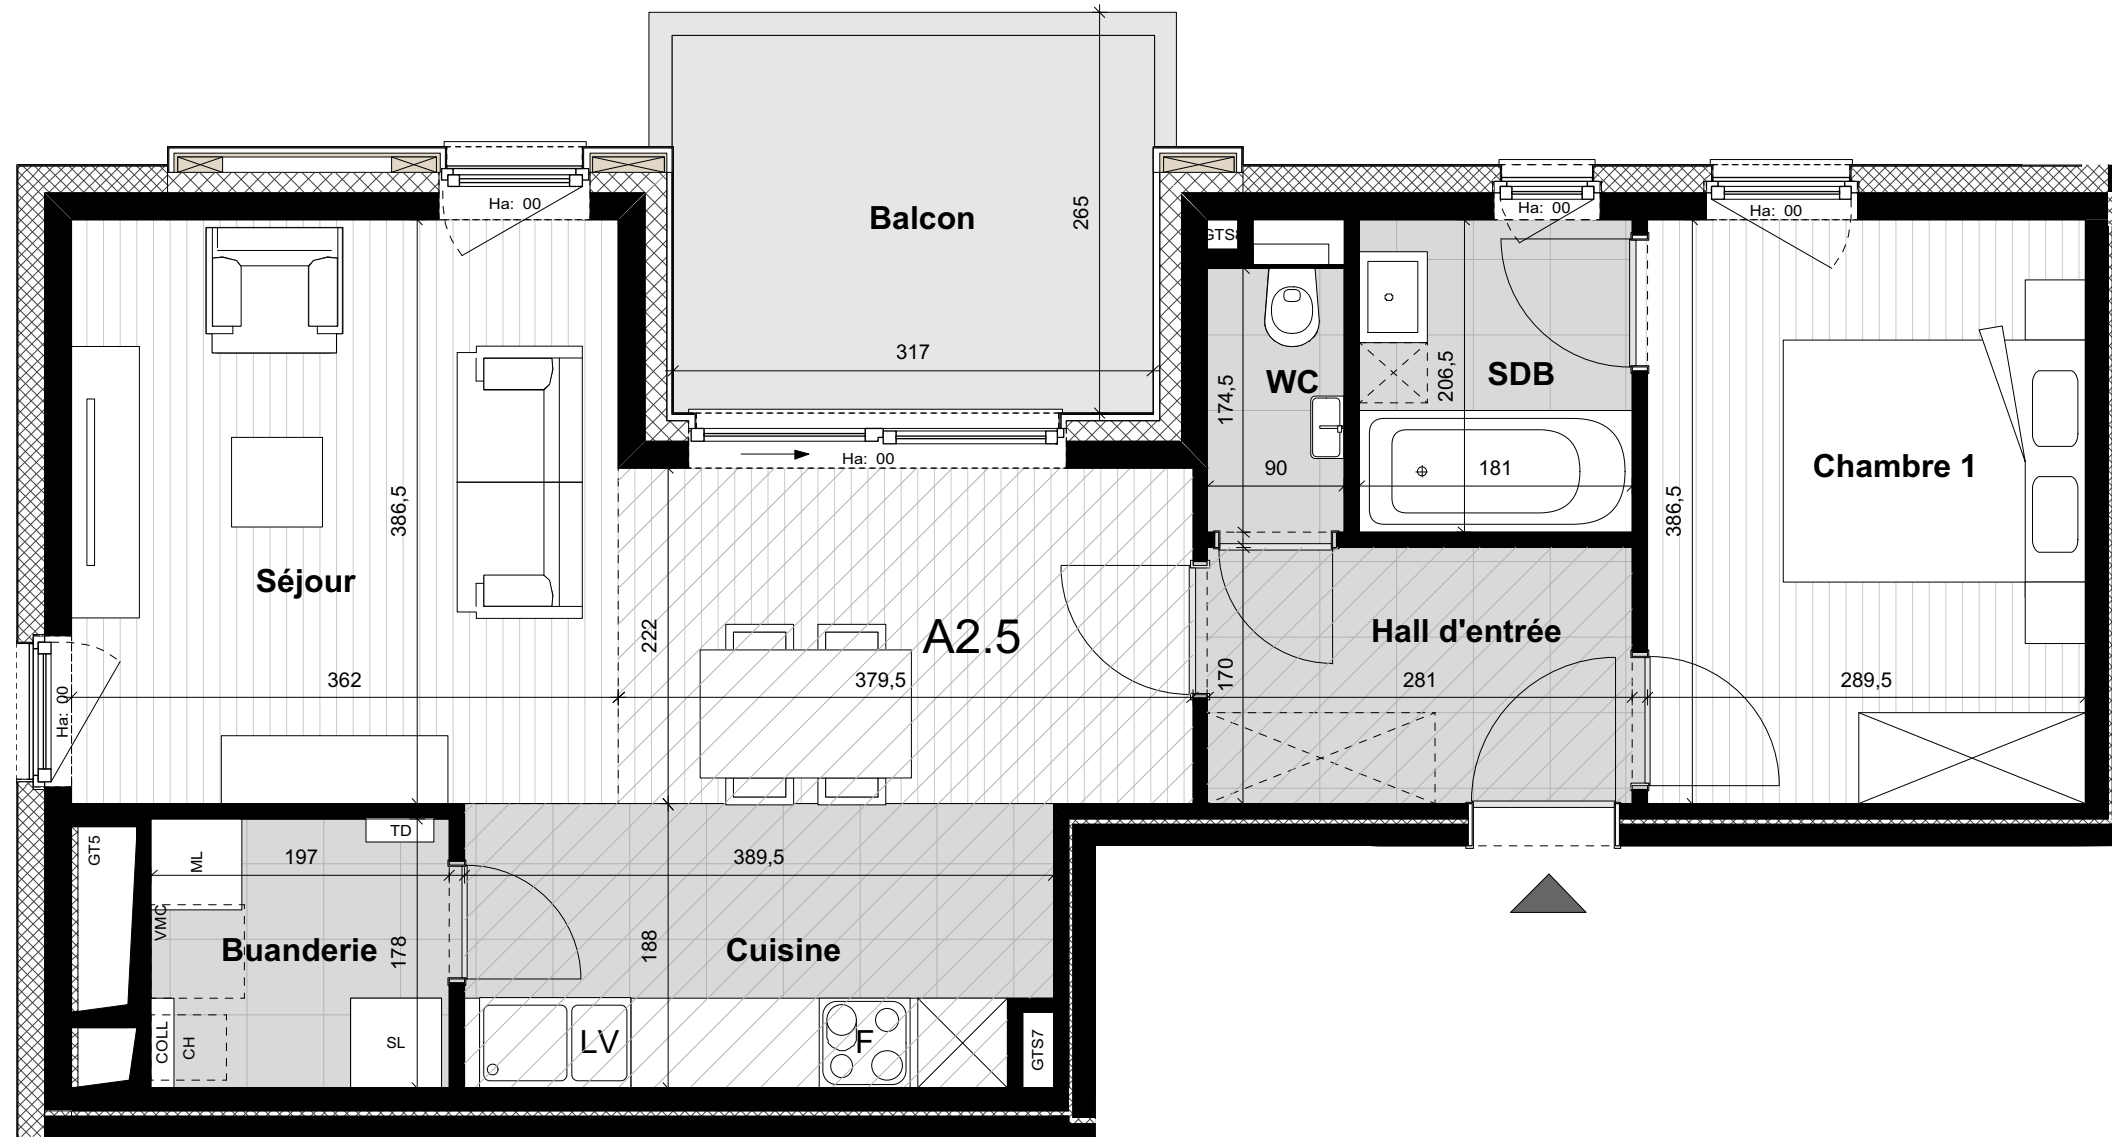 265
Balcon
317
Ha: 00
Ha: 00
Ha: 00
Ha: 00
GTS8
WC
174,5
90
SDB
206,5
181
Chambre 1
386,5
289,5
386,5
Séjour
362
Ha: 00
222
A2.5
379,5
Hall d'entrée
170
281
GT5
ML
197
TD
VMC
Buanderie
178
COLL
CH
SL
389,5
188
Cuisine
LV
F
GTS7